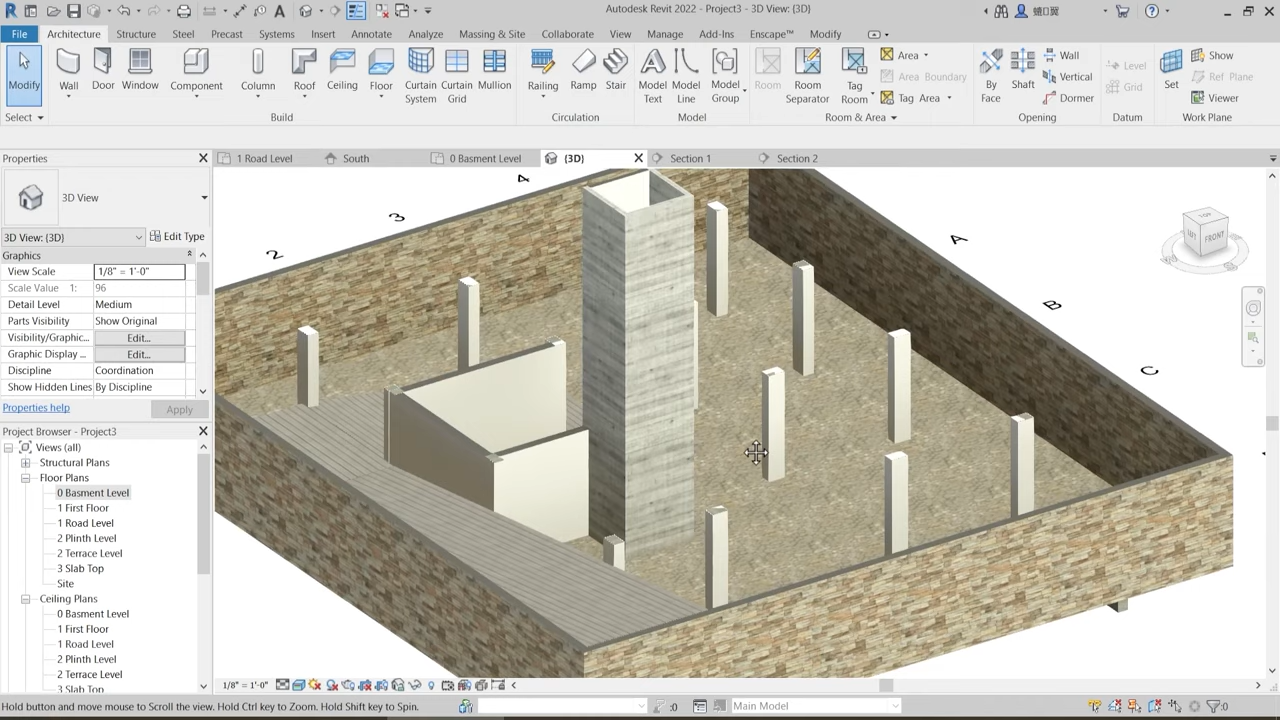 Autodesk Revit 2022 - Project3 - 3D View: {3D}
File Architecture Structure Steel Precast Systems Insert Annotate Analyze Massing & Site Collaborate View Manage Add-Ins Enscape™ Modify
Modify Wall Door Window Component Column Roof Ceiling Floor Curtain System Curtain Grid Mullion Railing Ramp Stair Model Text Model Line Model Group Room Room Separator Tag Room
Area
Area Boundary
Tag Area
By Face Shaft
Wall
Vertical
Dormer
Level
Grid
Set
Show
Ref Plane
Viewer
Select Build Circulation Model Room & Area Opening Datum Work Plane
Properties
1 Road Level South 0 Basment Level {3D} Section 1 Section 2
3D View
3D View: {3D} Edit Type
Graphics
View Scale 1/8" = 1'-0"
Scale Value 1: 96
Detail Level Medium
Parts Visibility Show Original
Visibility/Graphic... Edit...
Graphic Display ... Edit...
Discipline Coordination
Show Hidden Lines By Discipline
Properties help Apply
Project Browser - Project3
Views (all)
Structural Plans
Floor Plans
0 Basment Level
1 First Floor
1 Road Level
2 Plinth Level
2 Terrace Level
3 Slab Top
Site
Ceiling Plans
0 Basment Level
1 First Floor
1 Road Level
2 Plinth Level
2 Terrace Level
3 Slab Top
2
3
4
A
B
C
TOP
FRONT
1/8" = 1'-0"
Hold button and move mouse to Scroll the view. Hold Ctrl key to Zoom. Hold Shift key to Spin.
:0
Main Model
:0